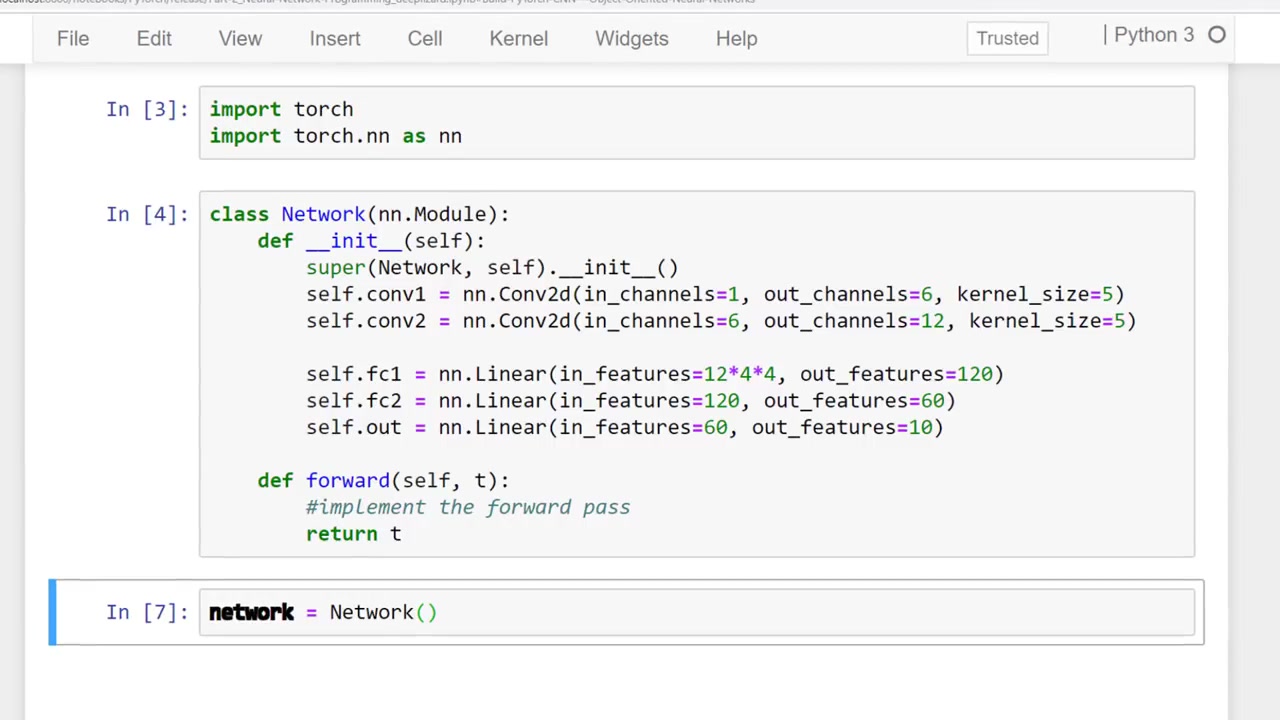 File Edit View Insert Cell Kernel Widgets Help Trusted | Python 3
In [3]: import torch
import torch.nn as nn
In [4]: class Network(nn.Module):
def __init__(self):
super(Network, self).__init__()
self.conv1 = nn.Conv2d(in_channels=1, out_channels=6, kernel_size=5)
self.conv2 = nn.Conv2d(in_channels=6, out_channels=12, kernel_size=5)
self.fc1 = nn.Linear(in_features=12*4*4, out_features=120)
self.fc2 = nn.Linear(in_features=120, out_features=60)
self.out = nn.Linear(in_features=60, out_features=10)
def forward(self, t):
#implement the forward pass
return t
In [7]: network = Network()